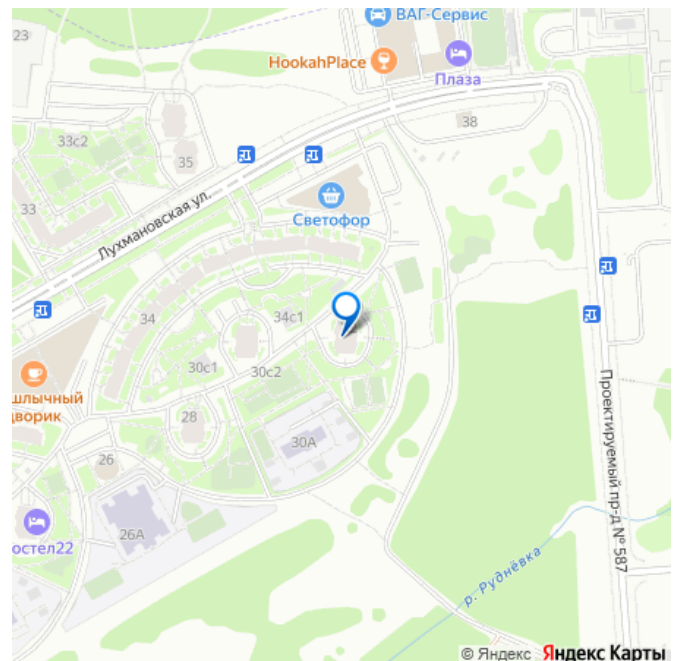 23
ВАГ-Сервис
HookahPlace
Плаза
38
33с2
35
33
Лухмановская ул.
Светофор
34
34с1
30с1
30с2
шлычный
дворик
28
30А
26
26А
остел22
Проектируемый пр-д № 587
р. Руднёвка
© Яндекс Яндекс Карты